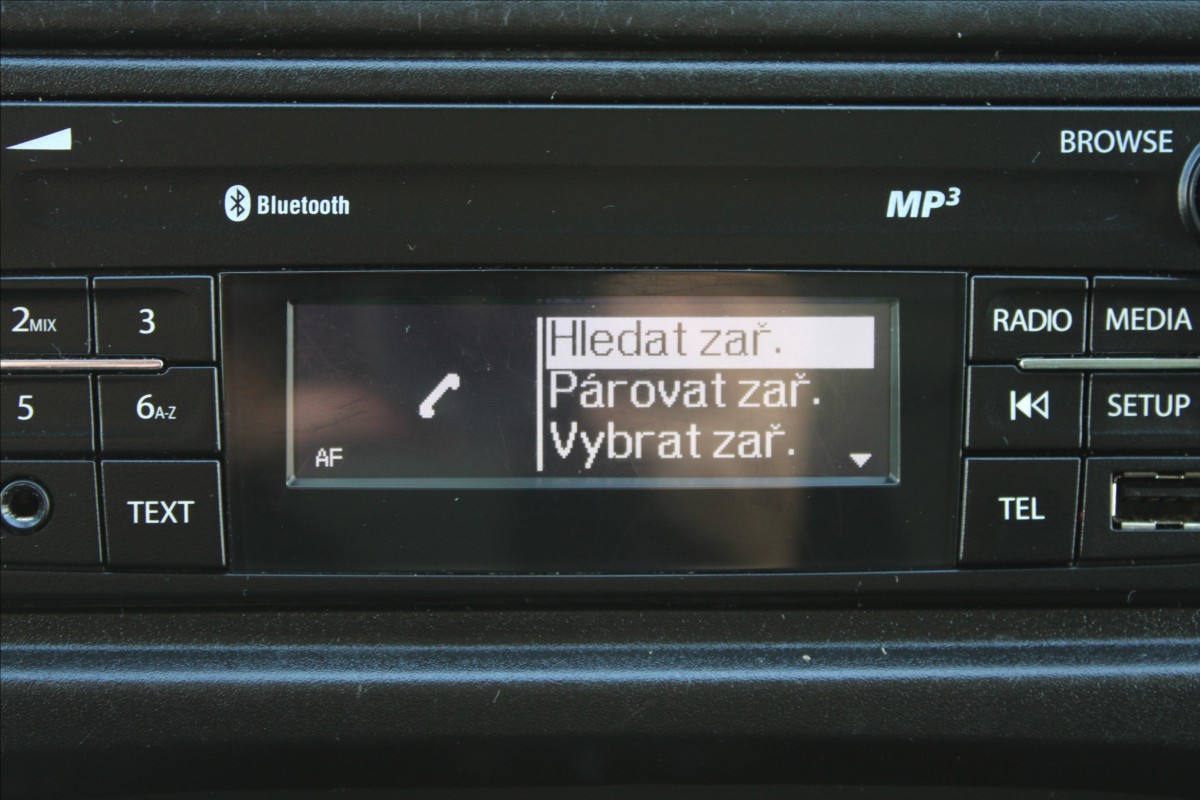 BROWSE
Bluetooth
MP3
2MIX
3
RADIO
MEDIA
Hledat zař.
Párovat zař.
Vybrat zař.
5
6A-Z
SETUP
AF
TEXT
TEL